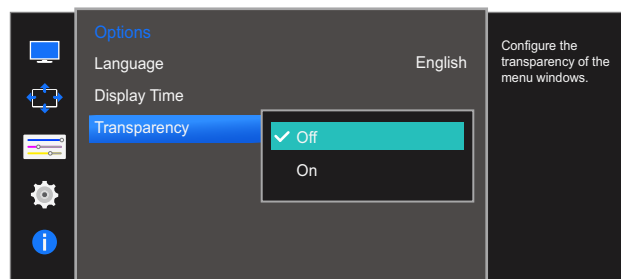 Options
Language English
Display Time
Transparency
Off
On
Configure the
transparency of the
menu windows.